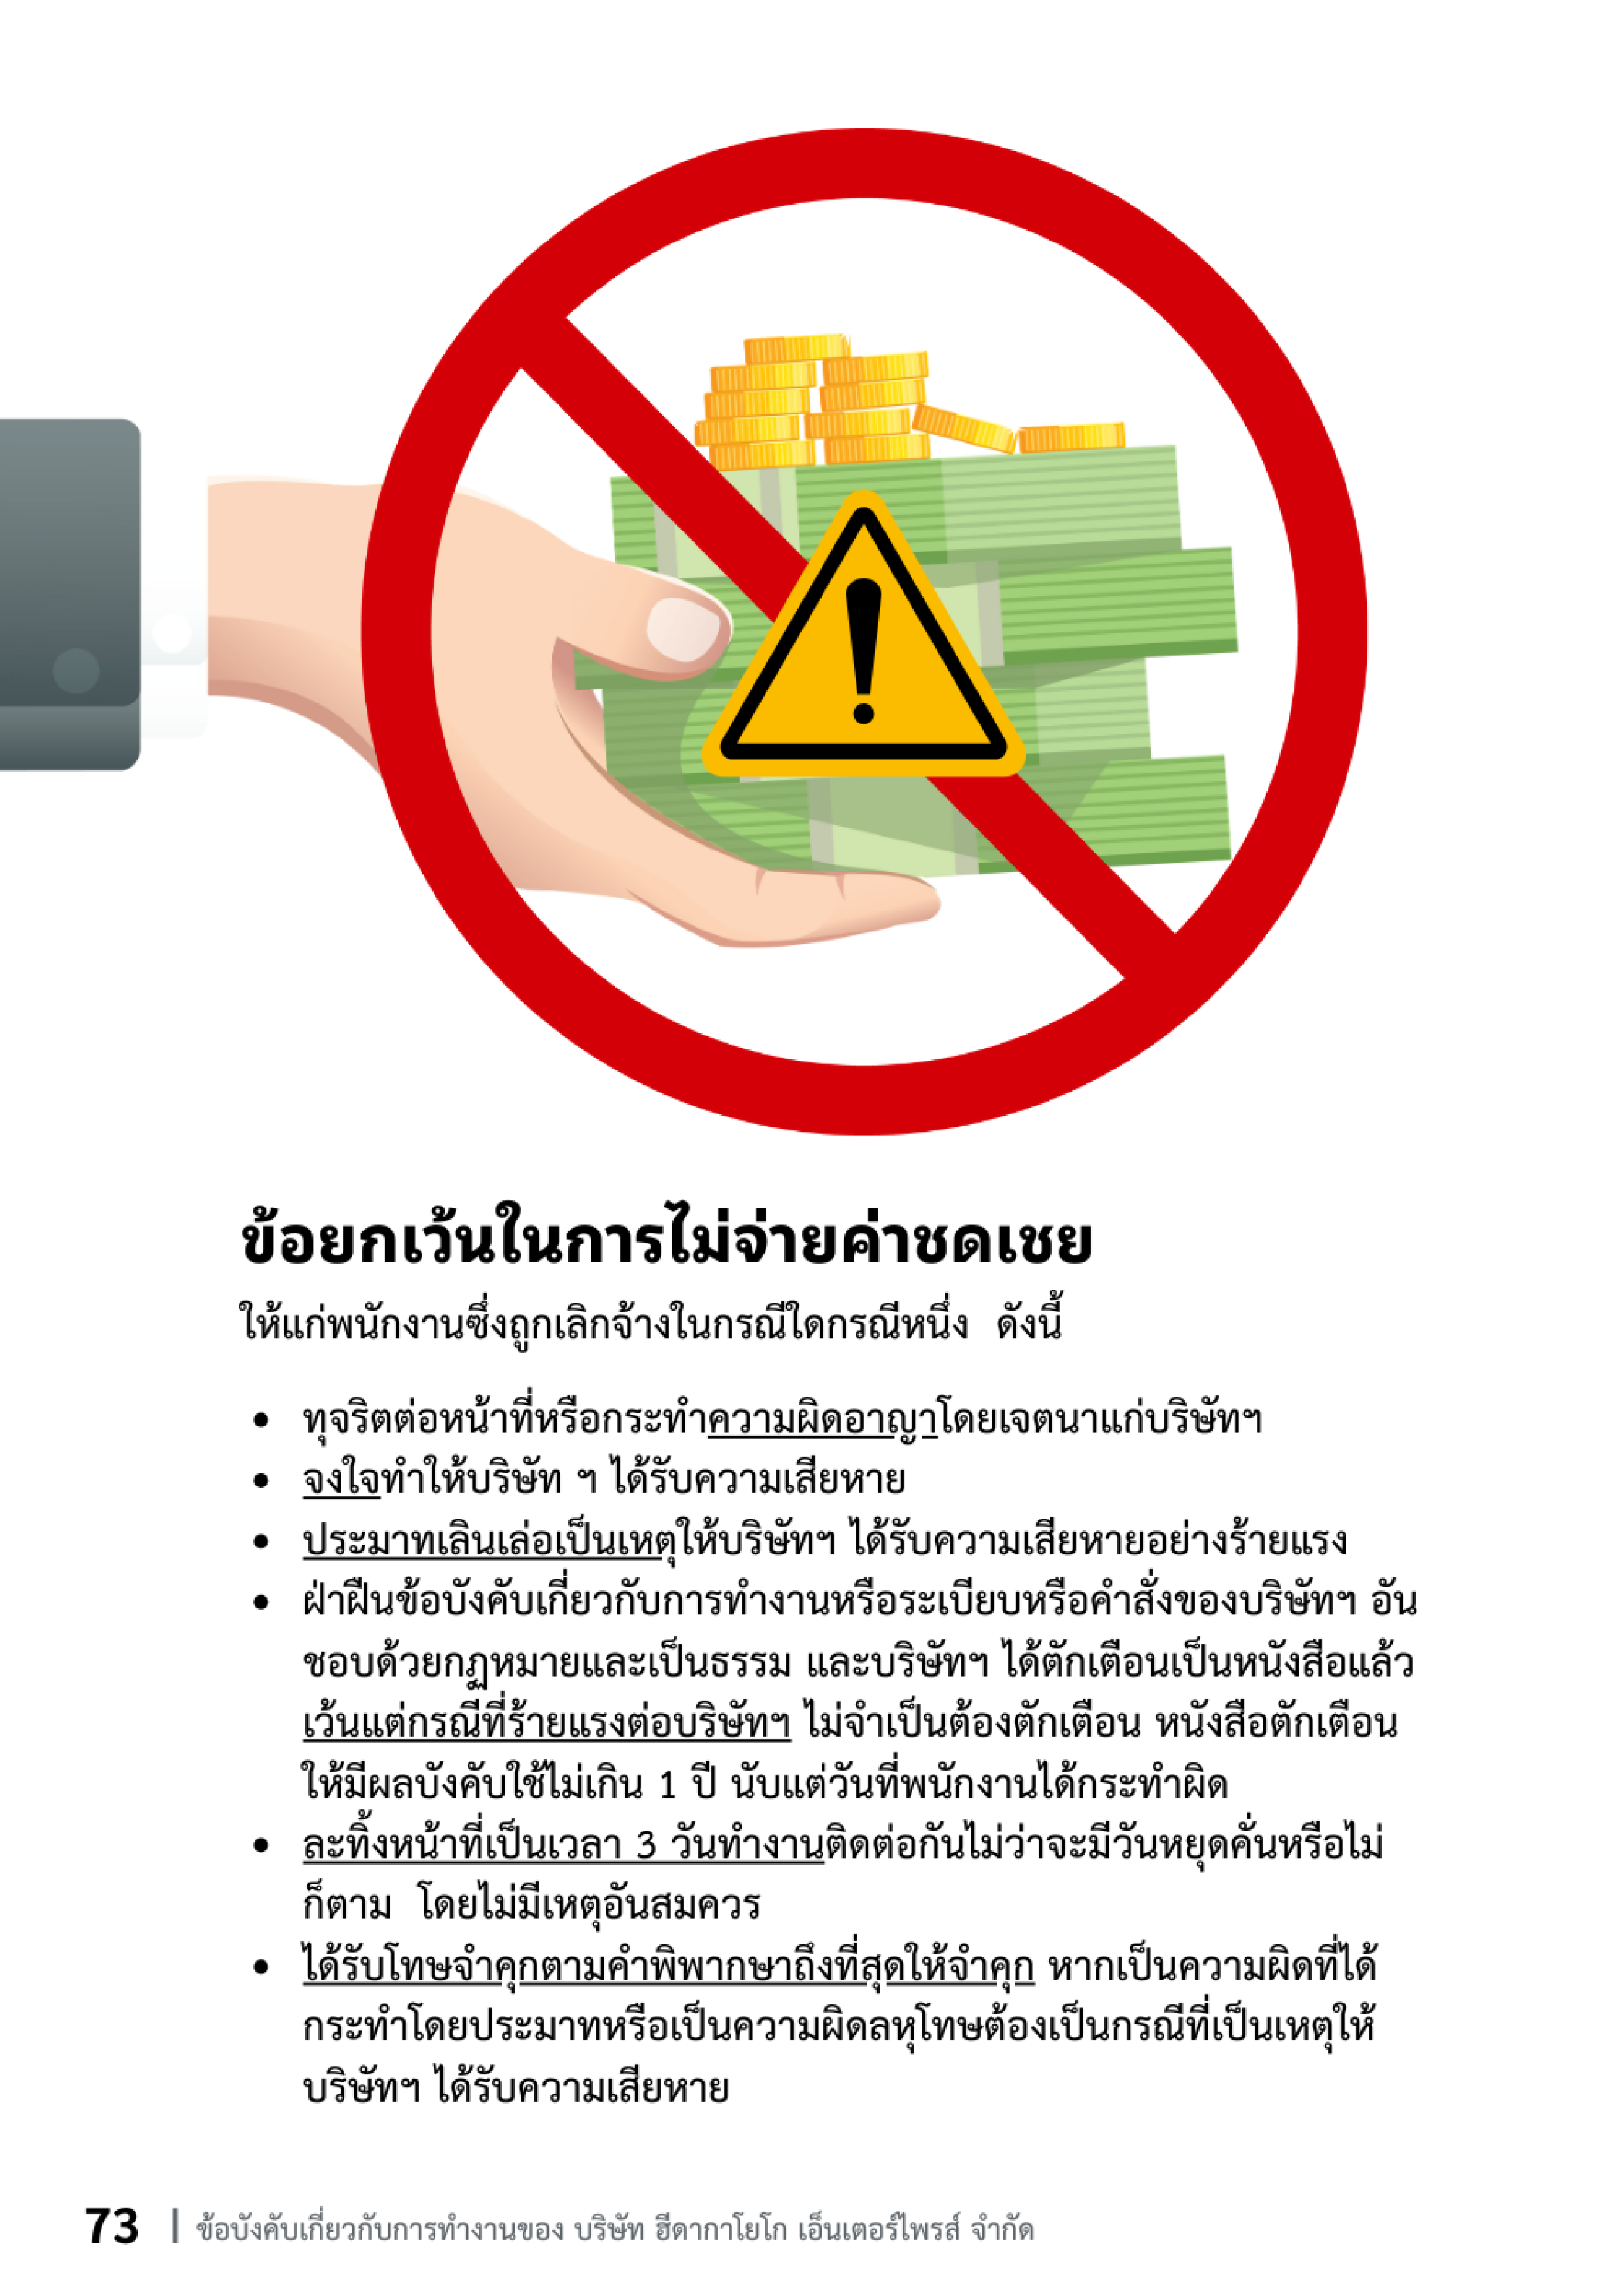 ข้อยกเว้นในการไม่จ่ายค่าชดเชย
ให้แก่พนักงานซึ่งถูกเลิกจ้างในกรณีใดกรณีหนึ่ง ดังนี้
• ทุจริตต่อหน้าที่หรือกระทำความผิดอาญาโดยเจตนาแก่บริษัทฯ
• จงใจทำให้บริษัท ฯ ได้รับความเสียหาย
• ประมาทเลินเล่อเป็นเหตุให้บริษัทฯ ได้รับความเสียหายอย่างร้ายแรง
• ฝ่าฝืนข้อบังคับเกี่ยวกับการทำงานหรือระเบียบหรือคำสั่งของบริษัทฯ อัน
ชอบด้วยกฏหมายและเป็นธรรม และบริษัทฯ ได้ตักเตือนเป็นหนังสือแล้ว
เว้นแต่กรณีที่ร้ายแรงต่อบริษัทฯ ไม่จำเป็นต้องตักเตือน หนังสือตักเตือน
ให้มีผลบังคับใช้ไม่เกิน 1 ปี นับแต่วันที่พนักงานได้กระทำผิด
• ละทิ้งหน้าที่เป็นเวลา 3 วันทำงานติดต่อกันไม่ว่าจะมีวันหยุดคั่นหรือไม่
ก็ตาม โดยไม่มีเหตุอันสมควร
• ได้รับโทษจำคุกตามคำพิพากษาถึงที่สุดให้จำคุก หากเป็นความผิดที่ได้
กระทำโดยประมาทหรือเป็นความผิดลหุโทษต้องเป็นกรณีที่เป็นเหตุให้
บริษัทฯ ได้รับความเสียหาย
73 | ข้อบังคับเกี่ยวกับการทำงานของ บริษัท ฮีดากาโยโก เอ็นเตอร์ไพรส์ จำกัด